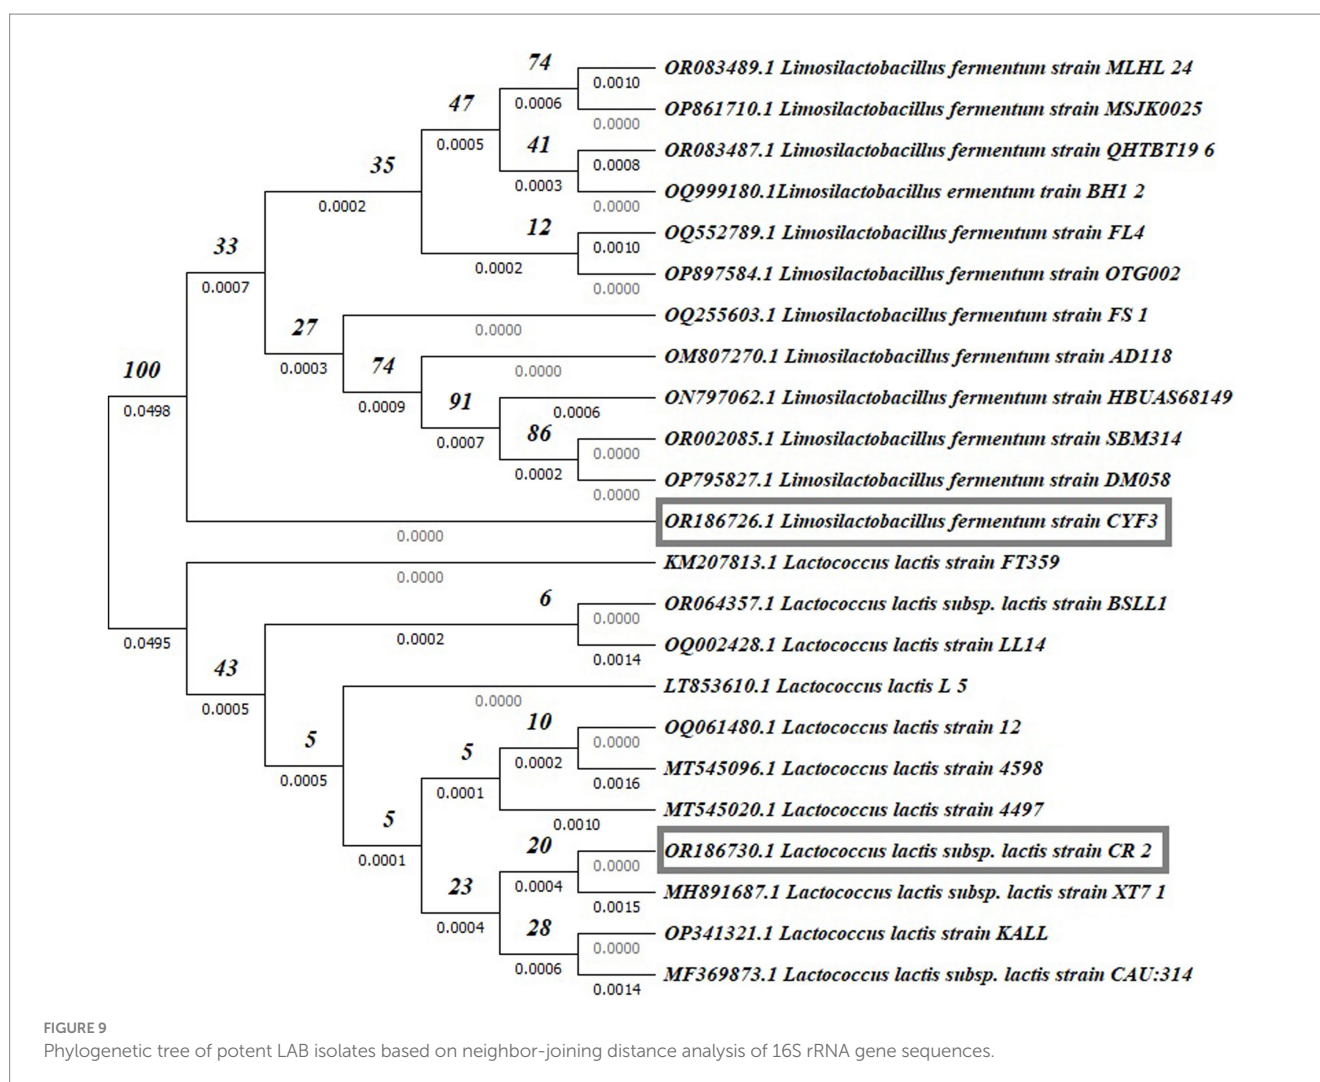 74
OR083489.1 Limosilactobacillus fermentum strain MLHL 24
0.0010
0.0006
47
OP861710.1 Limosilactobacillus fermentum strain MSJK0025
0.0000
0.0005
41
OR083487.1 Limosilactobacillus fermentum strain QHTBT19 6
0.0008
35
0.0003
OQ999180.1Limosilactobacillus ermentum train BH1 2
0.0000
0.0002
12
OQ552789.1 Limosilactobacillus fermentum strain FL4
0.0010
33
0.0002
OP897584.1 Limosilactobacillus fermentum strain OTG002
0.0000
0.0007
OQ255603.1 Limosilactobacillus fermentum strain FS 1
0.0000
27
0.0003
74
OM807270.1 Limosilactobacillus fermentum strain AD118
0.0000
100
0.0498
0.0009
91
ON797062.1 Limosilactobacillus fermentum strain HBUAS68149
0.0006
0.0007
86
OR002085.1 Limosilactobacillus fermentum strain SBM314
0.0000
0.0002
OP795827.1 Limosilactobacillus fermentum strain DM058
0.0000
OR186726.1 Limosilactobacillus fermentum strain CYF3
0.0000
KM207813.1 Lactococcus lactis strain FT359
0.0000
6
OR064357.1 Lactococcus lactis subsp. lactis strain BSLL1
0.0000
0.0002
0.0495
OQ002428.1 Lactococcus lactis strain LL14
0.0014
43
0.0005
LT853610.1 Lactococcus lactis L 5
0.0000
10
OQ061480.1 Lactococcus lactis strain 12
0.0000
5
0.0005
5
0.0002
MT545096.1 Lactococcus lactis strain 4598
0.0016
0.0001
MT545020.1 Lactococcus lactis strain 4497
0.0010
5
0.0001
20
OR186730.1 Lactococcus lactis subsp. lactis strain CR 2
0.0000
0.0004
23
MH891687.1 Lactococcus lactis subsp. lactis strain XT7 1
0.0015
0.0004
28
OP341321.1 Lactococcus lactis strain KALL
0.0000
0.0006
MF369873.1 Lactococcus lactis subsp. lactis strain CAU:314
0.0014
FIGURE 9
Phylogenetic tree of potent LAB isolates based on neighbor-joining distance analysis of 16S rRNA gene sequences.